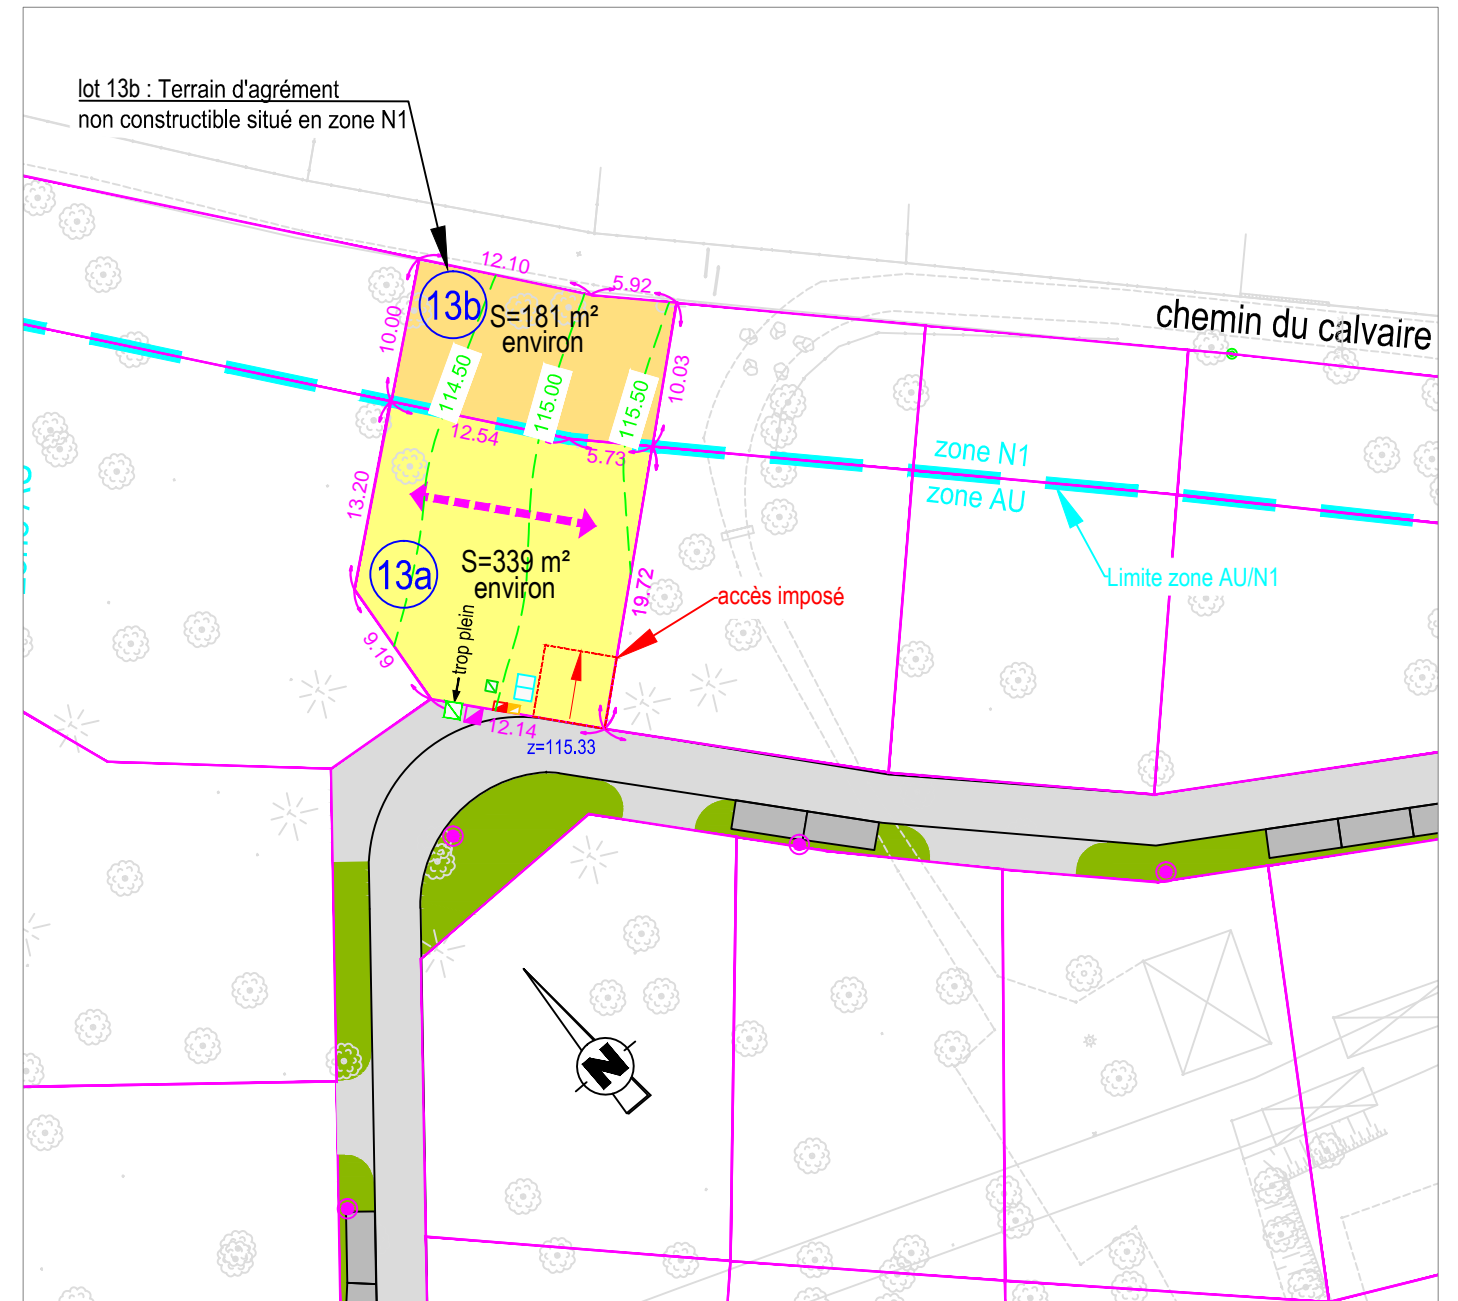 lot 13b : Terrain d'agrément
non constructible situé en zone N1
12.10
5.92
13b
S=181 m²
environ
10.00
10.03
chemin du calvaire
114.50
115.00
115.50
12.54
5.73
zone N1
zone AU
13.20
13a
S=339 m²
environ
19.72
accès imposé
Limite zone AU/N1
9.19
trop plein
12.14
z=115.33
N